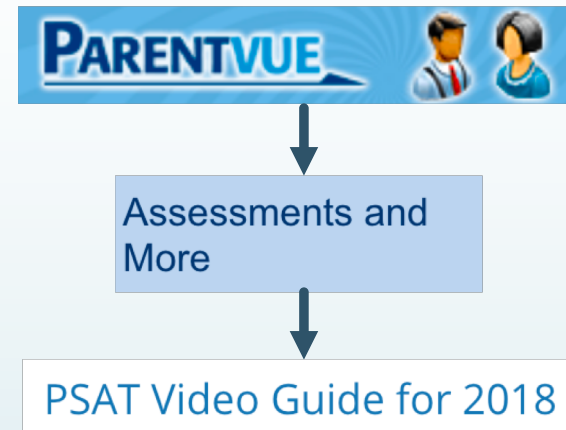 PARENTVUE
Assessments and
More
PSAT Video Guide for 2018